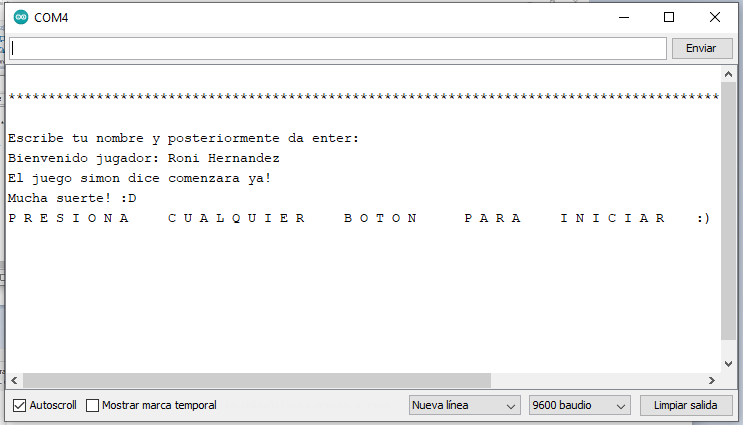 COM4
Enviar
*****************************************************************************************
Escribe tu nombre y posteriormente da enter:
Bienvenido jugador: Roni Hernandez
El juego simon dice comenzara ya!
Mucha suerte! :D
P R E S I O N A    C U A L Q U I E R    B O T O N    P A R A    I N I C I A R   :)
Autoscroll
Mostrar marca temporal
Nueva línea
9600 baudio
Limpiar salida